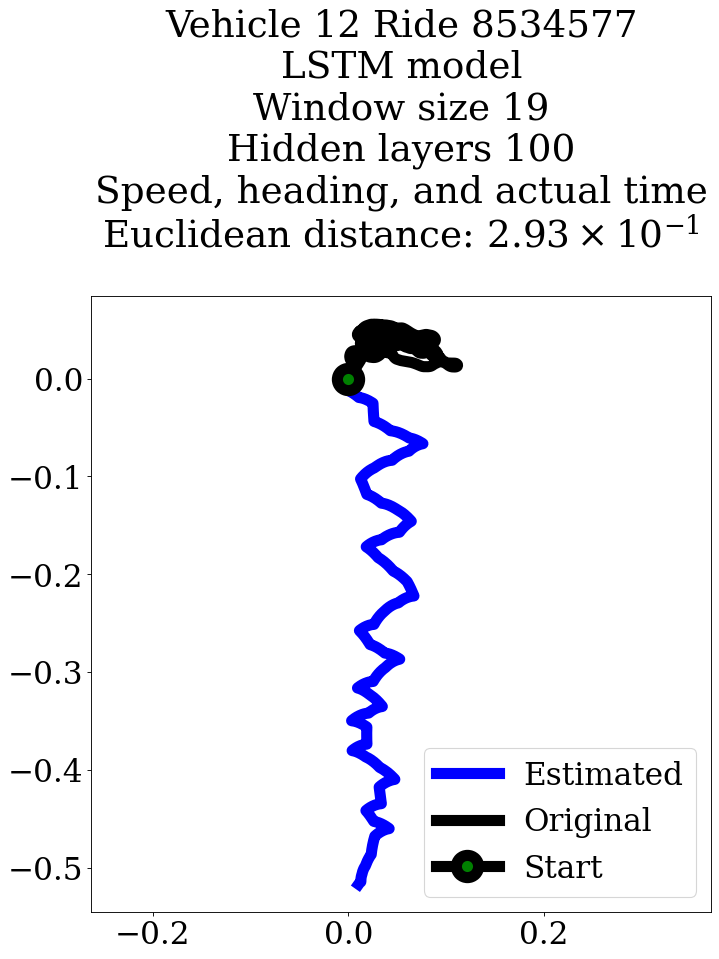 Vehicle 12 Ride 8534577
LSTM model
Window size 19
Hidden layers 100
Speed, heading, and actual time
Euclidean distance: 2.93 × 10⁻¹
0.0
−0.1
−0.2
−0.3
−0.4
−0.5
Estimated
Original
Start
−0.2 0.0 0.2